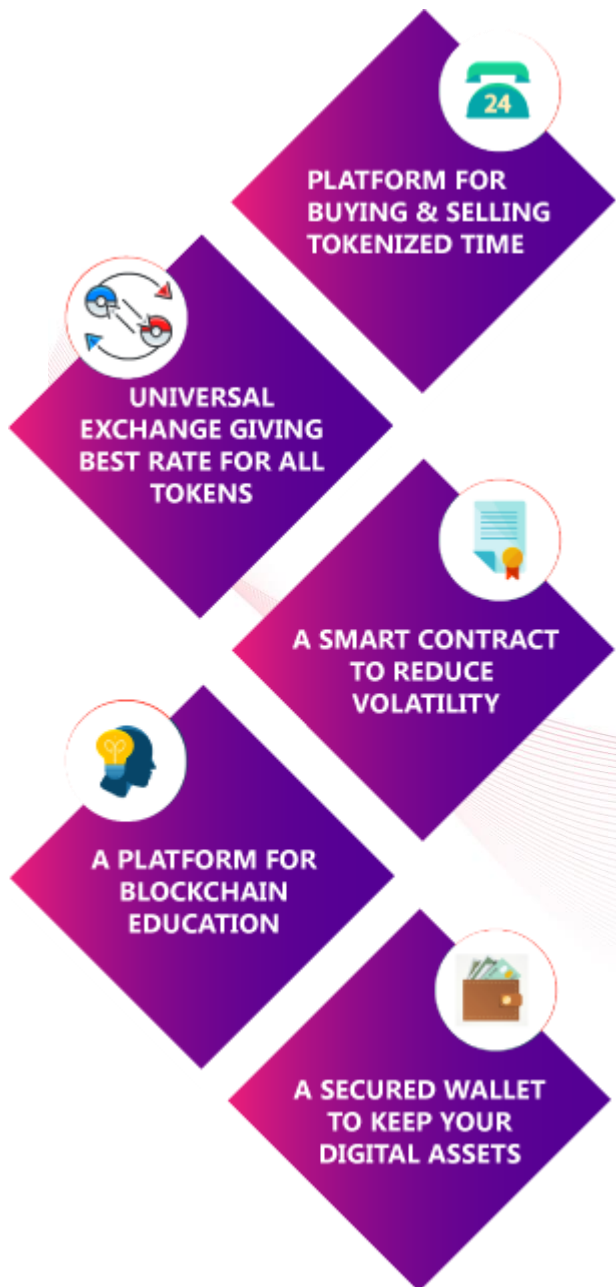 24
PLATFORM FOR
BUYING & SELLING
TOKENIZED TIME
UNIVERSAL
EXCHANGE GIVING
BEST RATE FOR ALL
TOKENS
A SMART CONTRACT
TO REDUCE
VOLATILITY
A PLATFORM FOR
BLOCKCHAIN
EDUCATION
A SECURED WALLET
TO KEEP YOUR
DIGITAL ASSETS